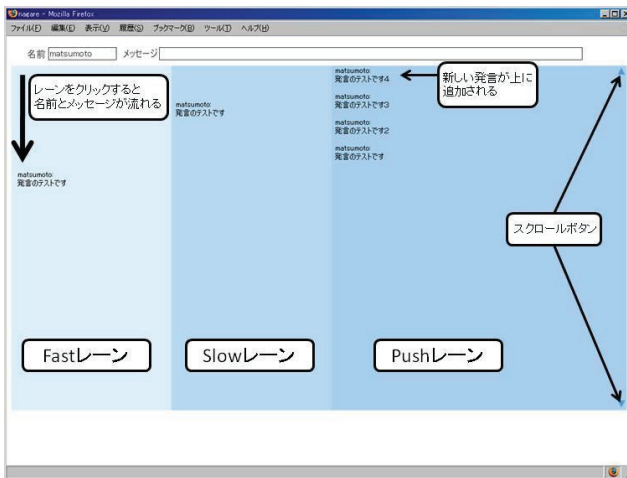 nagare - Mozilla Firefox
ファイル(F) 編集(E) 表示(V) 履歴(S) ブックマーク(B) ツール(T) ヘルプ(H)
名前 matsumoto メッセージ
レーンをクリックすると
名前とメッセージが流れる
matsumoto:
発言のテストです
matsumoto:
発言のテストです
matsumoto:
発言のテストです4
matsumoto:
発言のテストです3
matsumoto:
発言のテストです2
matsumoto:
発言のテストです
新しい発言が上に
追加される
スクロールボタン
Fastレーン
Slowレーン
Pushレーン